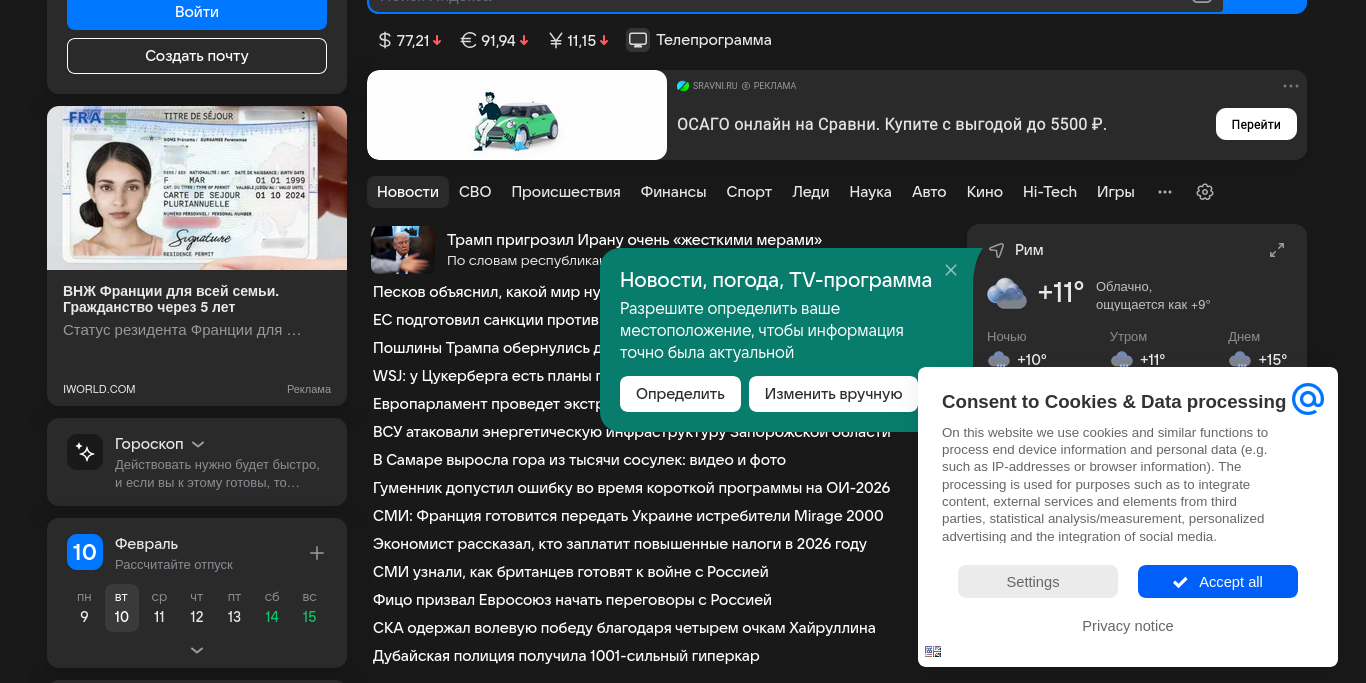 Войти
Создать почту
$ 77,21
€ 91,94
¥ 11,15
Телепрограмма
SRAVNI.RU РЕКЛАМА
ОСАГО онлайн на Сравни. Купите с выгодой до 5500 ₽.
Перейти
FRA
TITRE DE SÉJOUR
F MAR 01 01 1999
CARTE DE SEJOUR 01 10 2024
PLURIANNUELLE
Signature
RESIDENCE PERMIT
ВНЖ Франции для всей семьи.
Гражданство через 5 лет
Статус резидента Франции для …
IWORLD.COM
Реклама
Гороскоп
Действовать нужно будет быстро,
и если вы к этому готовы, то…
10
Февраль
Рассчитайте отпуск
пн вт ср чт пт сб вс
9 10 11 12 13 14 15
Новости СВО Происшествия Финансы Спорт Леди Наука Авто Кино Hi-Tech Игры
Трамп пригрозил Ирану очень «жесткими мерами»
По словам республикан
Песков объяснил, какой мир ну
ЕС подготовил санкции против
Пошлины Трампа обернулись д
WSJ: у Цукерберга есть планы п
Европарламент проведет экстр
ВСУ атаковали энергетическую инфраструктуру Запорожской области
В Самаре выросла гора из тысячи сосулек: видео и фото
Гуменник допустил ошибку во время короткой программы на ОИ-2026
СМИ: Франция готовится передать Украине истребители Mirage 2000
Экономист рассказал, кто заплатит повышенные налоги в 2026 году
СМИ узнали, как британцев готовят к войне с Россией
Фицо призвал Евросоюз начать переговоры с Россией
СКА одержал волевую победу благодаря четырем очкам Хайруллина
Дубайская полиция получила 1001-сильный гиперкар
Новости, погода, TV-программа
Разрешите определить ваше
местоположение, чтобы информация
точно была актуальной
Определить
Изменить вручную
Рим
+11°
Облачно,
ощущается как +9°
Ночью Утром Днем
+10° +11° +15°
Consent to Cookies & Data processing
On this website we use cookies and similar functions to
process end device information and personal data (e.g.
such as IP-addresses or browser information). The
processing is used for purposes such as to integrate
content, external services and elements from third
parties, statistical analysis/measurement, personalized
advertising and the integration of social media.
Settings
Accept all
Privacy notice